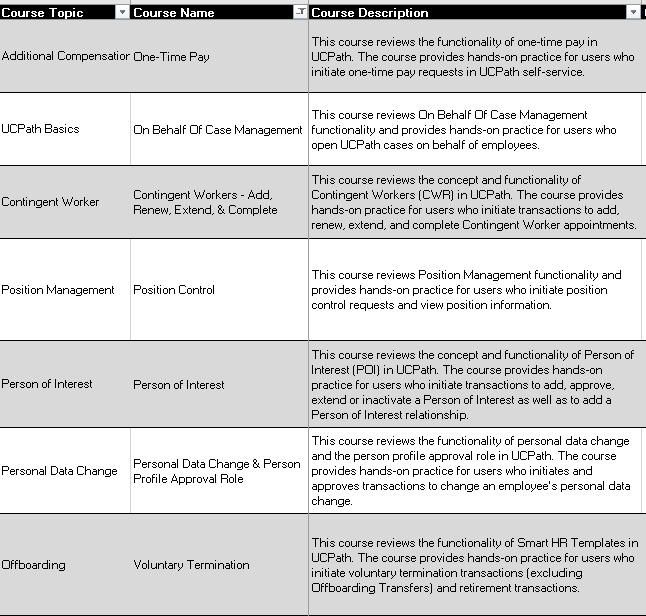 Course Topic Course Name Course Description
Additional Compensation One-Time Pay
This course reviews the functionality of one-time pay in
UCPath. The course provides hands-on practice for users who
initiate one-time pay requests in UCPath self-service.
UCPath Basics On Behalf Of Case Management
This course reviews On Behalf Of Case Management
functionality and provides hands-on practice for users who
open UCPath cases on behalf of employees.
Contingent Worker
Contingent Workers - Add,
Renew, Extend, & Complete
This course reviews the concept and functionality of
Contingent Workers (CWR) in UCPath. The course provides
hands-on practice for users who initiate transactions to add,
renew, extend, and complete Contingent Worker appointments.
Position Management Position Control
This course reviews Position Management functionality and
provides hands-on practice for users who initiate position
control requests and view position information.
Person of Interest Person of Interest
This course reviews the concept and functionality of Person of
Interest (POI) in UCPath. The course provides hands-on
practice for users who initiate transactions to add, approve,
extend or inactivate a Person of Interest as well as to add a
Person of Interest relationship.
Personal Data Change
Personal Data Change & Person
Profile Approval Role
This course reviews the functionality of personal data change
and the person profile approval role in UCPath. The course
provides hands-on practice for users who initiates and
approves transactions to change an employee's personal data
change.
Offboarding Voluntary Termination
This course reviews the functionality of Smart HR Templates in
UCPath. The course provides hands-on practice for users who
initiate voluntary termination transactions (excluding
Offboarding Transfers) and retirement transactions.